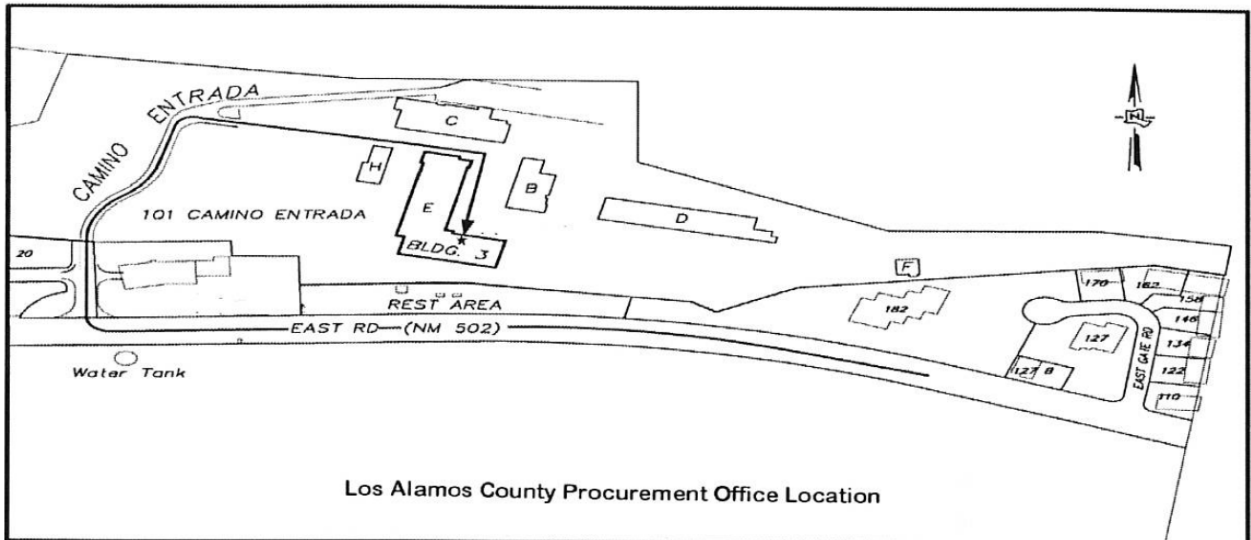 CAMINO ENTRADA
N
C
H
B
E
D
101 CAMINO ENTRADA
BLDG. 3
20
F
REST AREA
EAST RD (NM 502)
Water Tank
182
170
162
158
146
127
134
127 B
122
110
EAST GATE RD
Los Alamos County Procurement Office Location